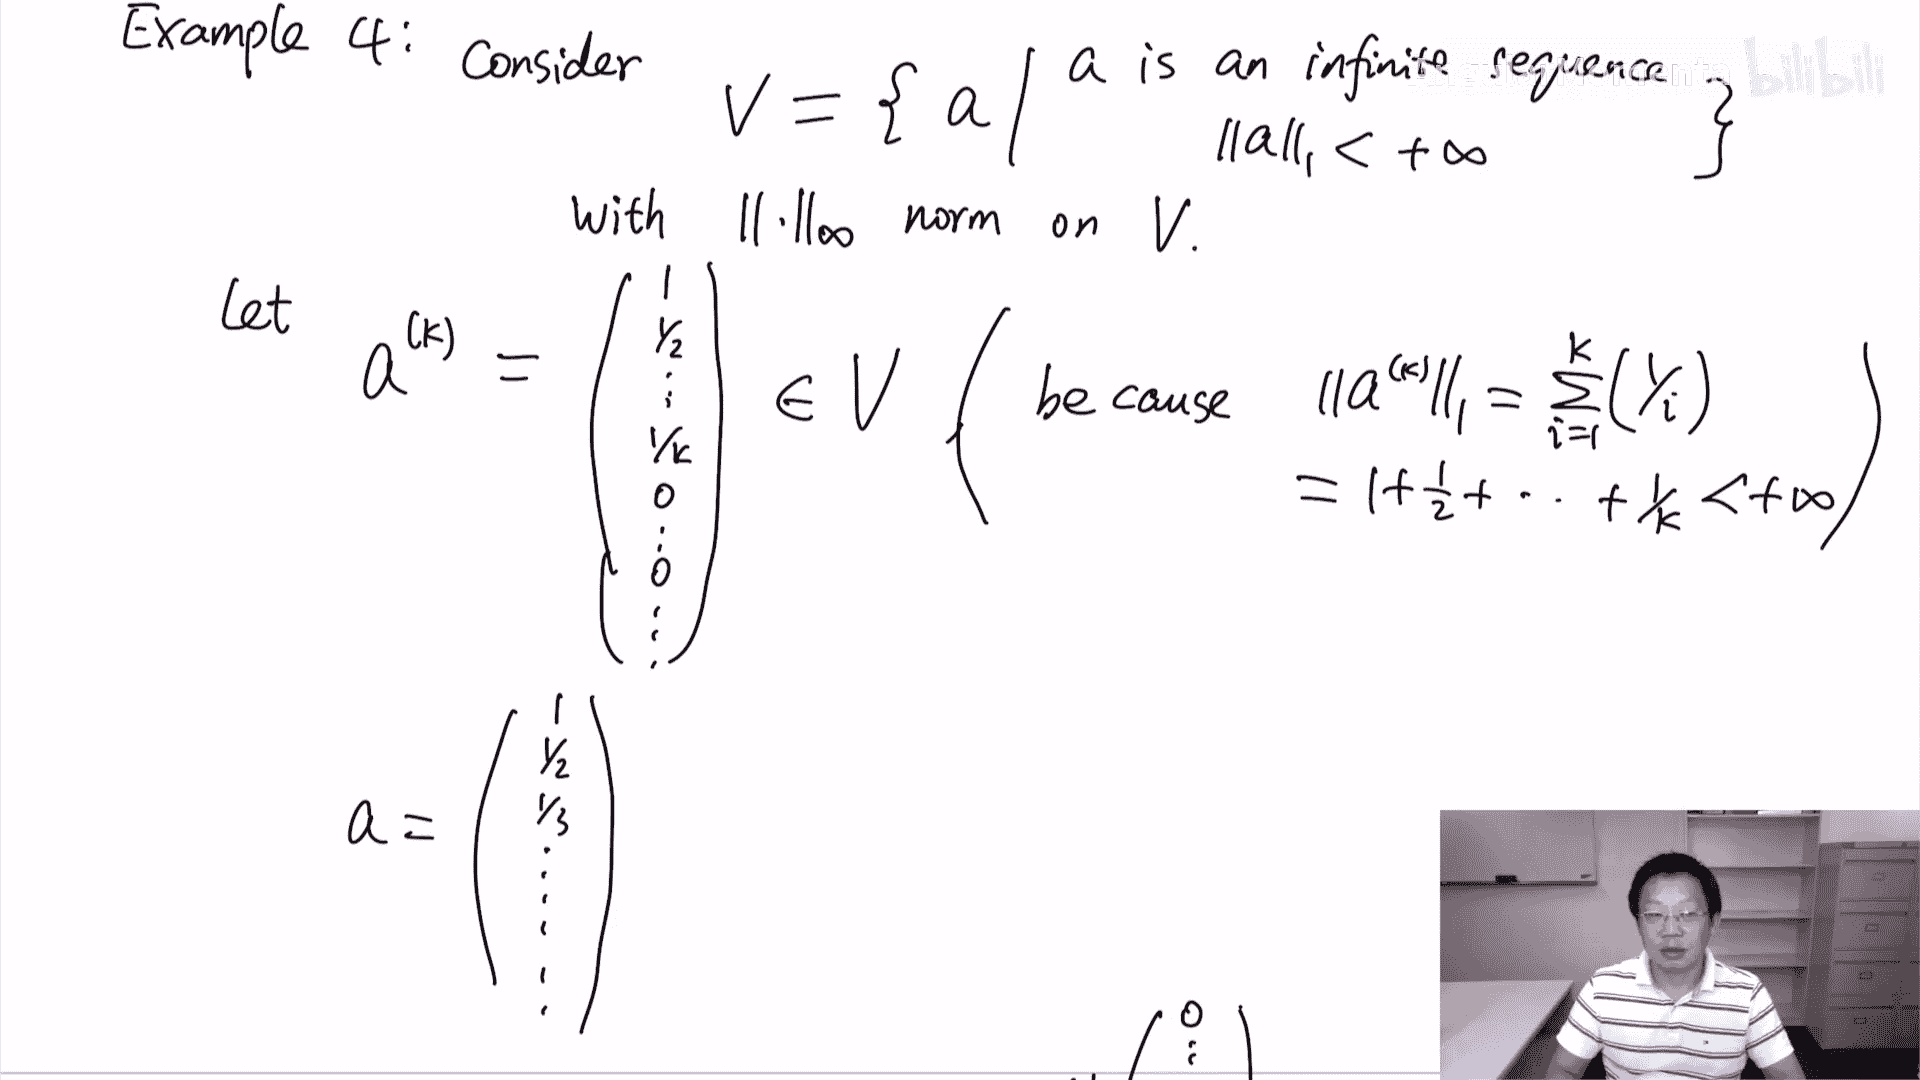 Example 4: Consider
V = { a | a is an infinite sequence
‖a‖₁ < +∞ }
with ‖·‖∞ norm on V.
Let a^(k) = ( 1 1/2 ⋮ 1/k 0 ⋮ 0 ⋮ ) ∈ V ( because ‖a^(k)‖₁ = ∑_{i=1}^{k} (1/i)
= 1 + 1/2 + ... + 1/k < +∞ )
a = ( 1 1/2 1/3 ⋮ )
( 0 ⋮ )
bilibili